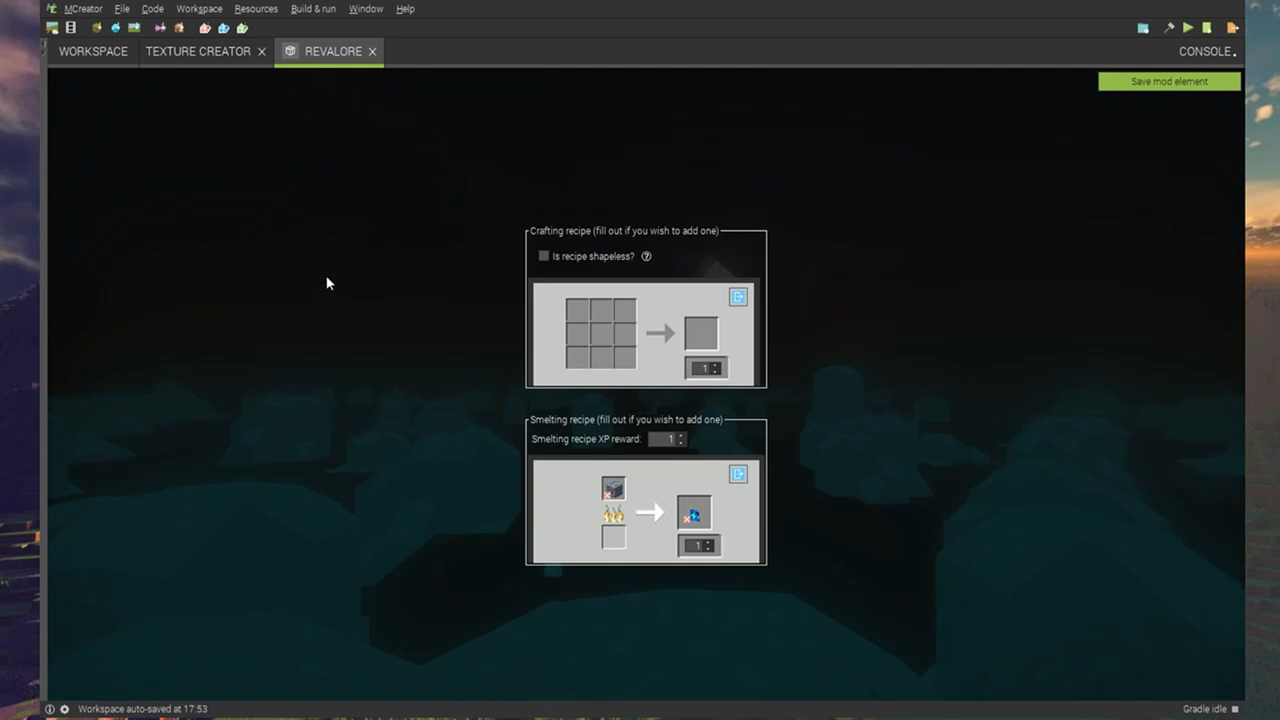 MCreator File Code Workspace Resources Build & run Window Help
WORKSPACE TEXTURE CREATOR REVALORE CONSOLE
Save mod element
Crafting recipe (fill out if you wish to add one)
Is recipe shapeless?
1
Smelting recipe (fill out if you wish to add one)
Smelting recipe XP reward: 1
1
Workspace auto-saved at 17:53 Gradle idle